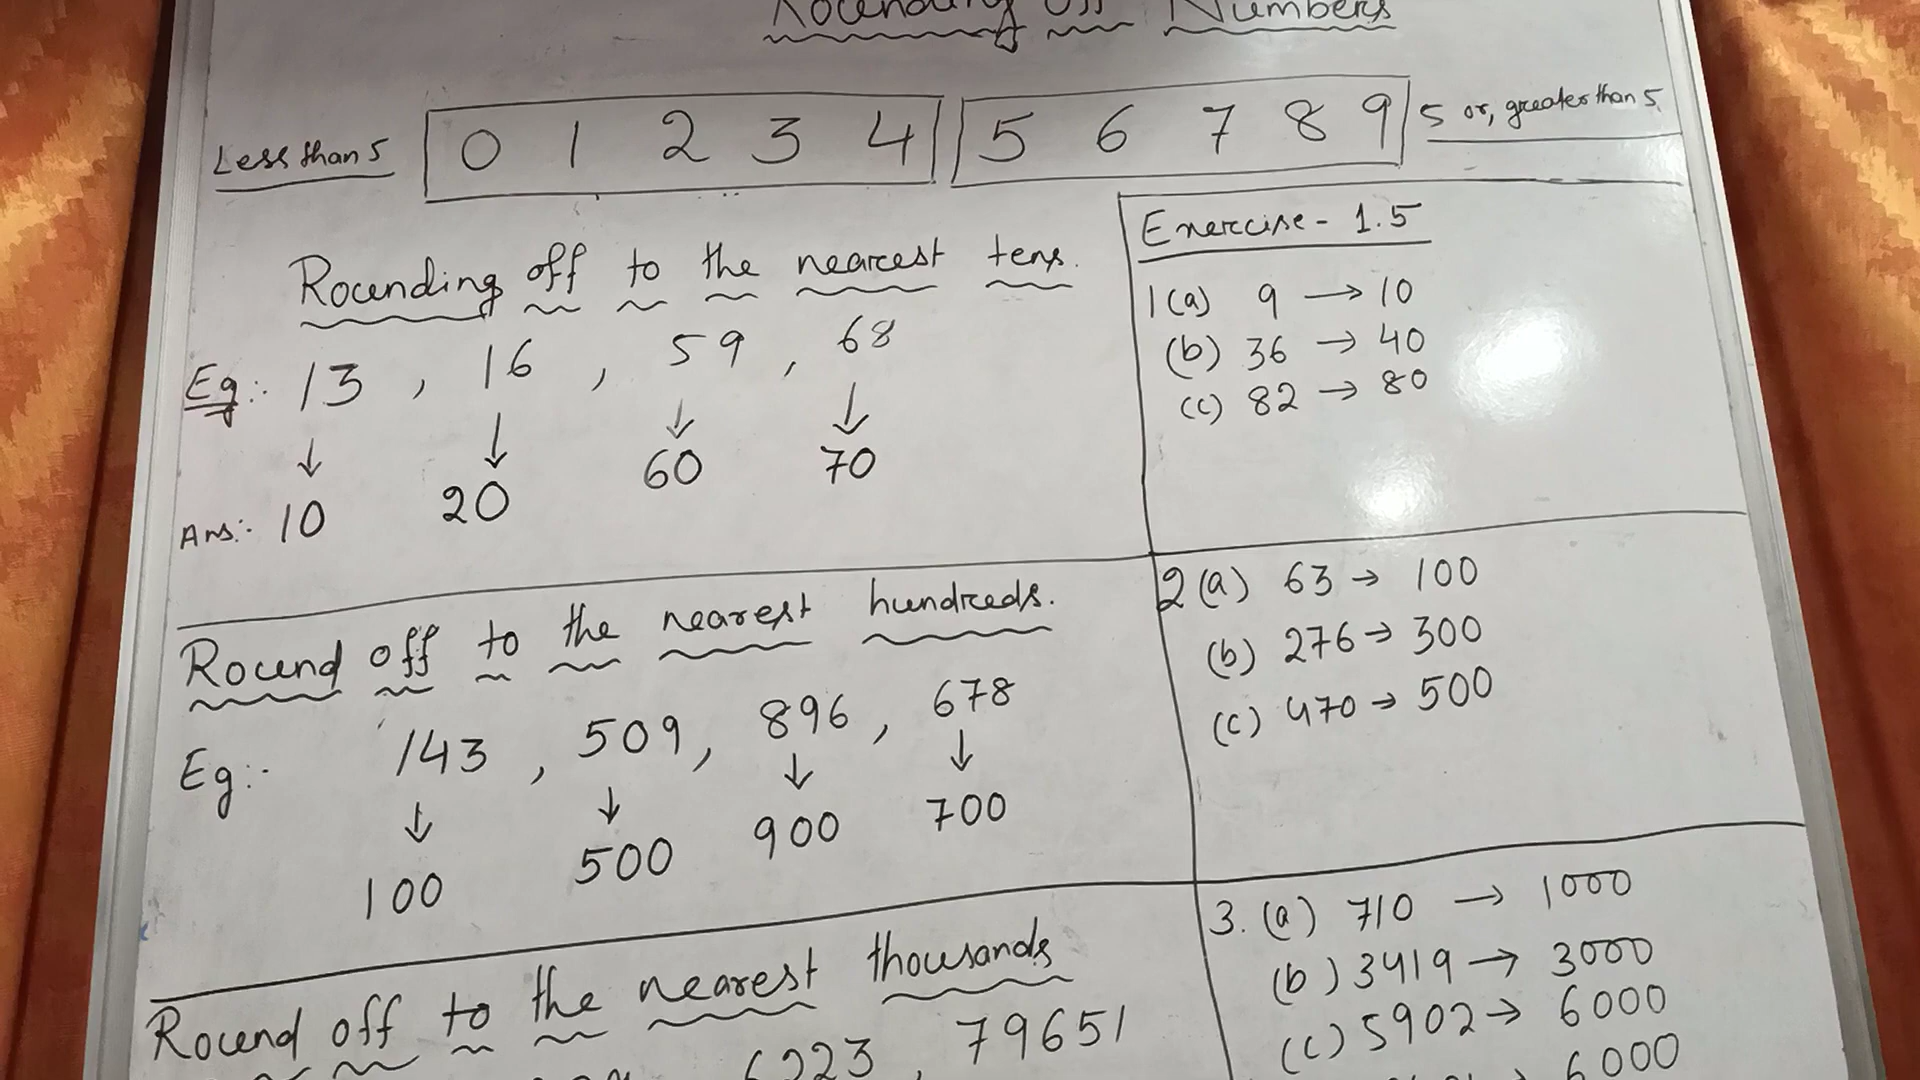 Rounding off Numbers
Less than 5 0 1 2 3 4 5 6 7 8 9 5 or, greater than 5
Rounding off to the nearest tens.
Eg:- 13 , 16 , 59 , 68
↓ ↓ ↓ ↓
Ans:- 10 20 60 70
Exercise - 1.5
1(a) 9 → 10
(b) 36 → 40
(c) 82 → 80
Round off to the nearest hundreds.
Eg:- 143 , 509 , 896 , 678
↓ ↓ ↓ ↓
100 500 900 700
2(a) 63 → 100
(b) 276 → 300
(c) 470 → 500
Round off to the nearest thousands
6223 , 79651
3. (a) 710 → 1000
(b) 3419 → 3000
(c) 5902 → 6000
6000